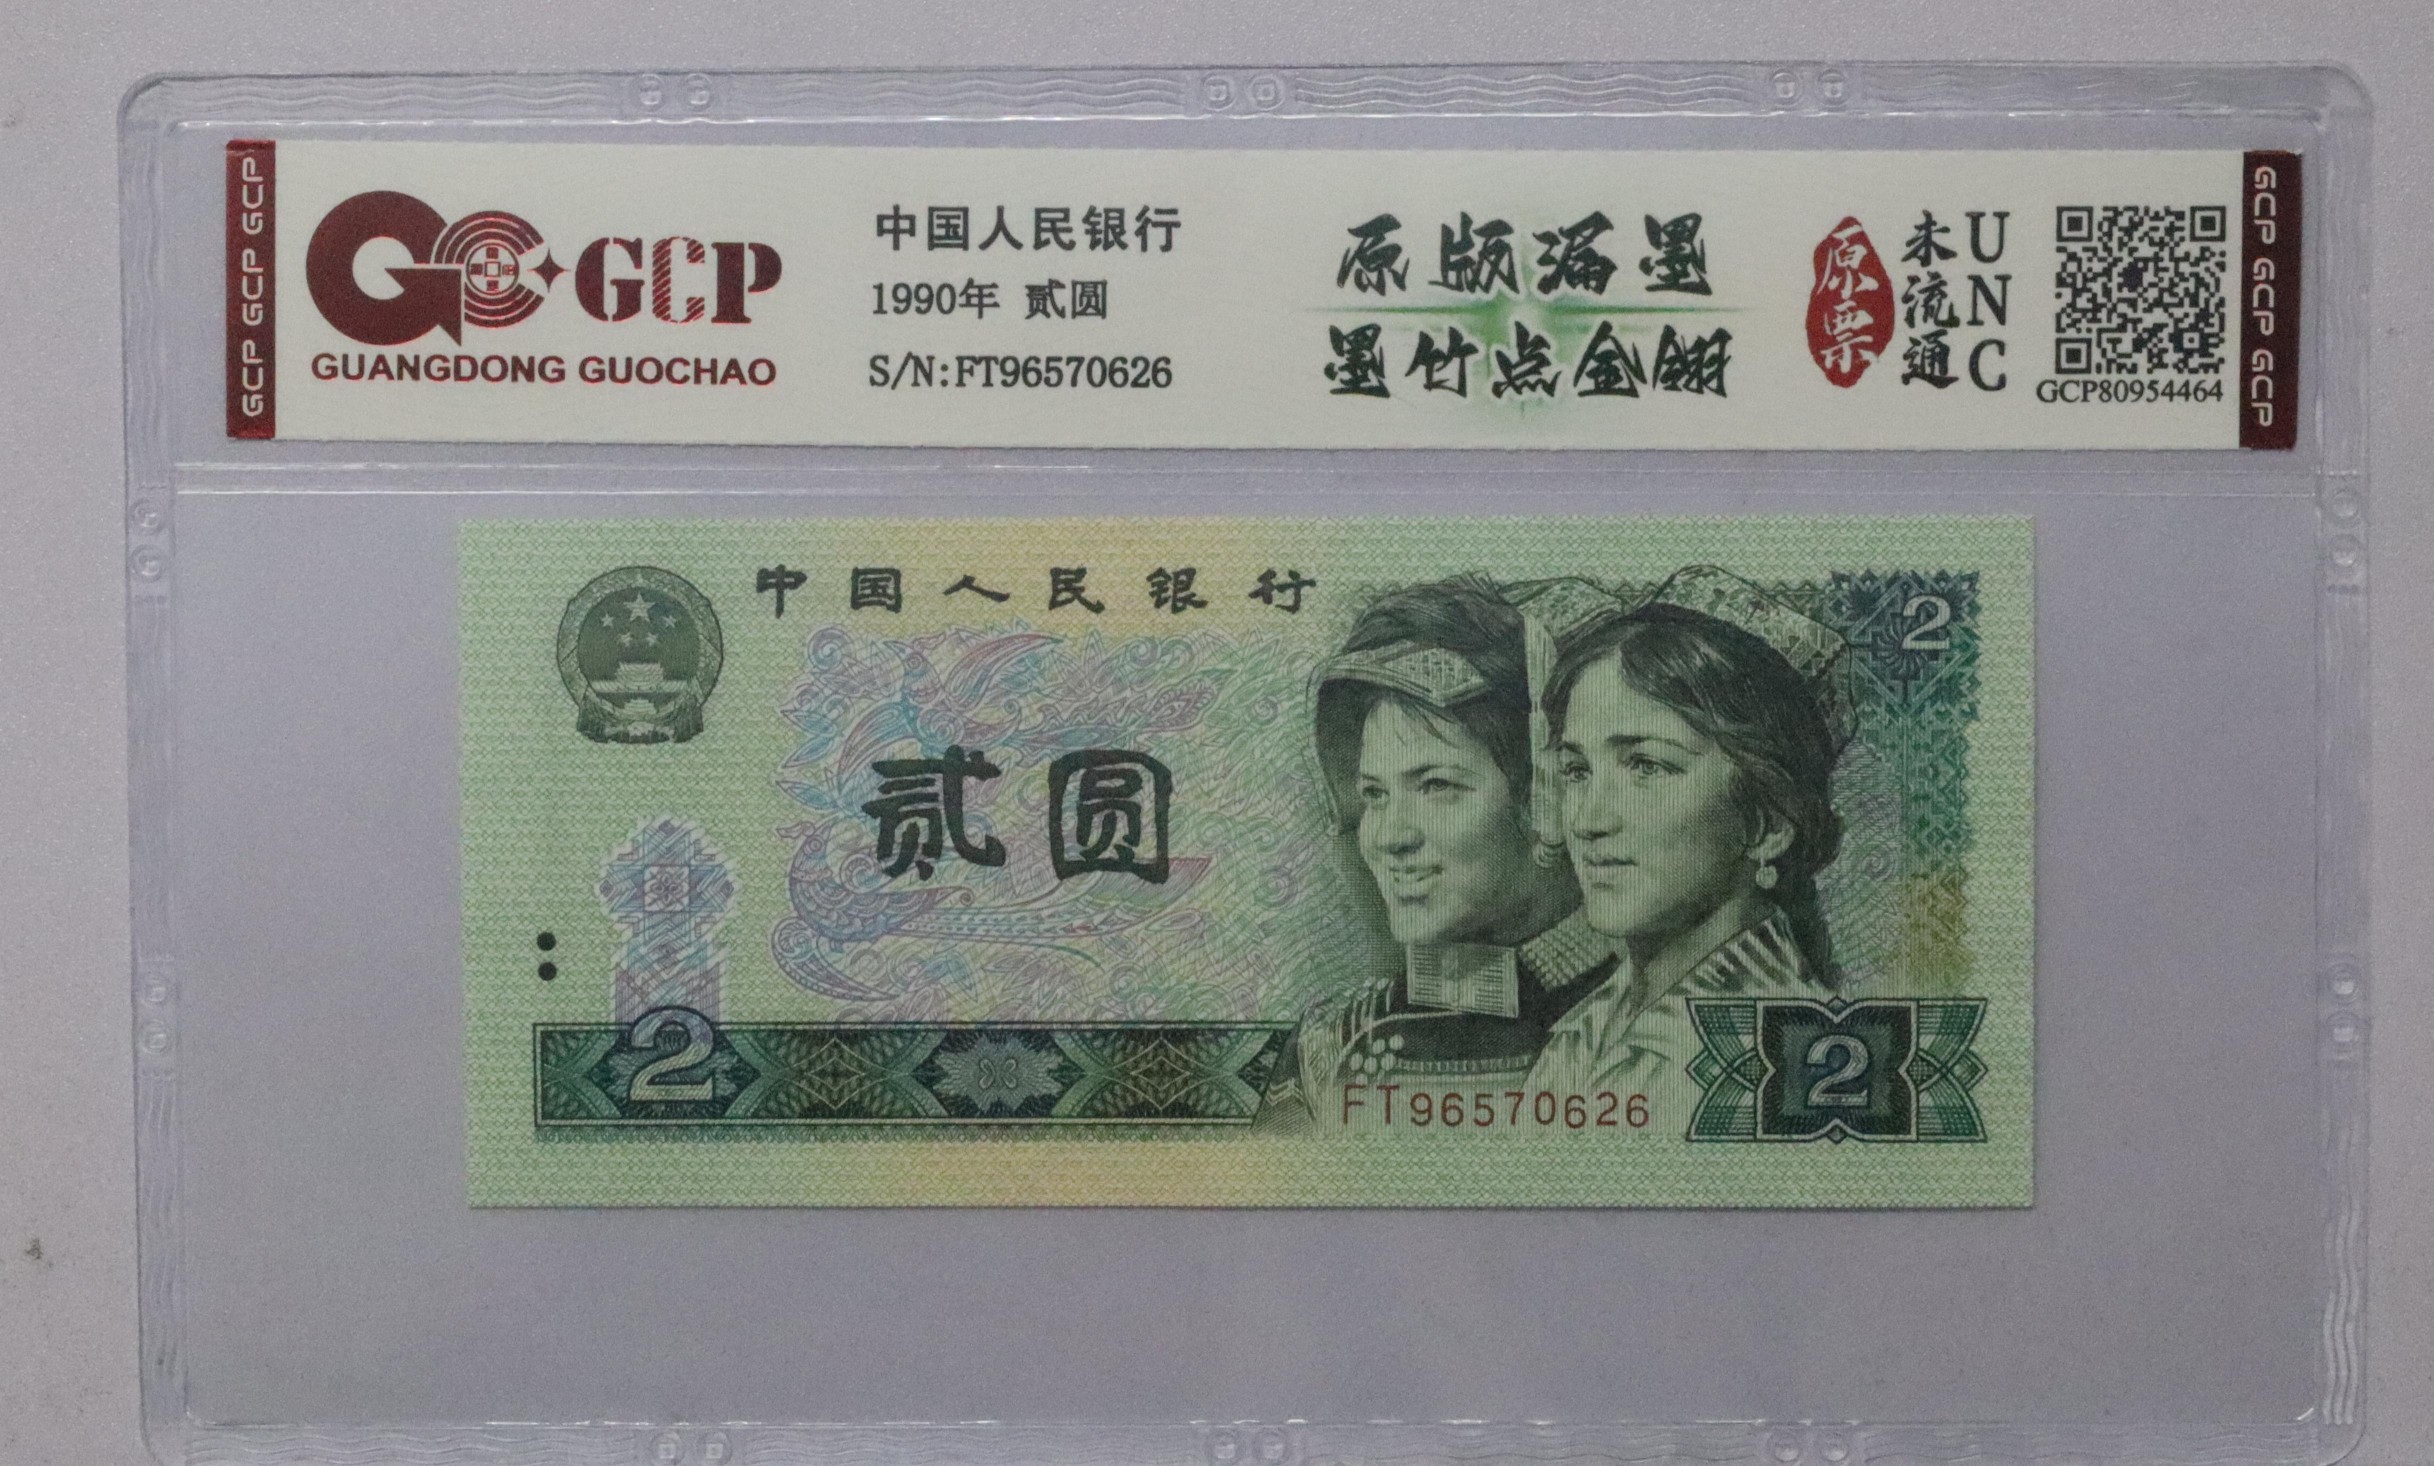 GCP GCP GCP
GCP
GUANGDONG GUOCHAO
中国人民银行
1990年 贰圆
S/N:FT96570626
原版漏墨
墨竹点金翎
原票
未流通
UNC
GCP80954464
GCP GCP GCP
中国人民银行
2
贰圆
2
FT96570626
2